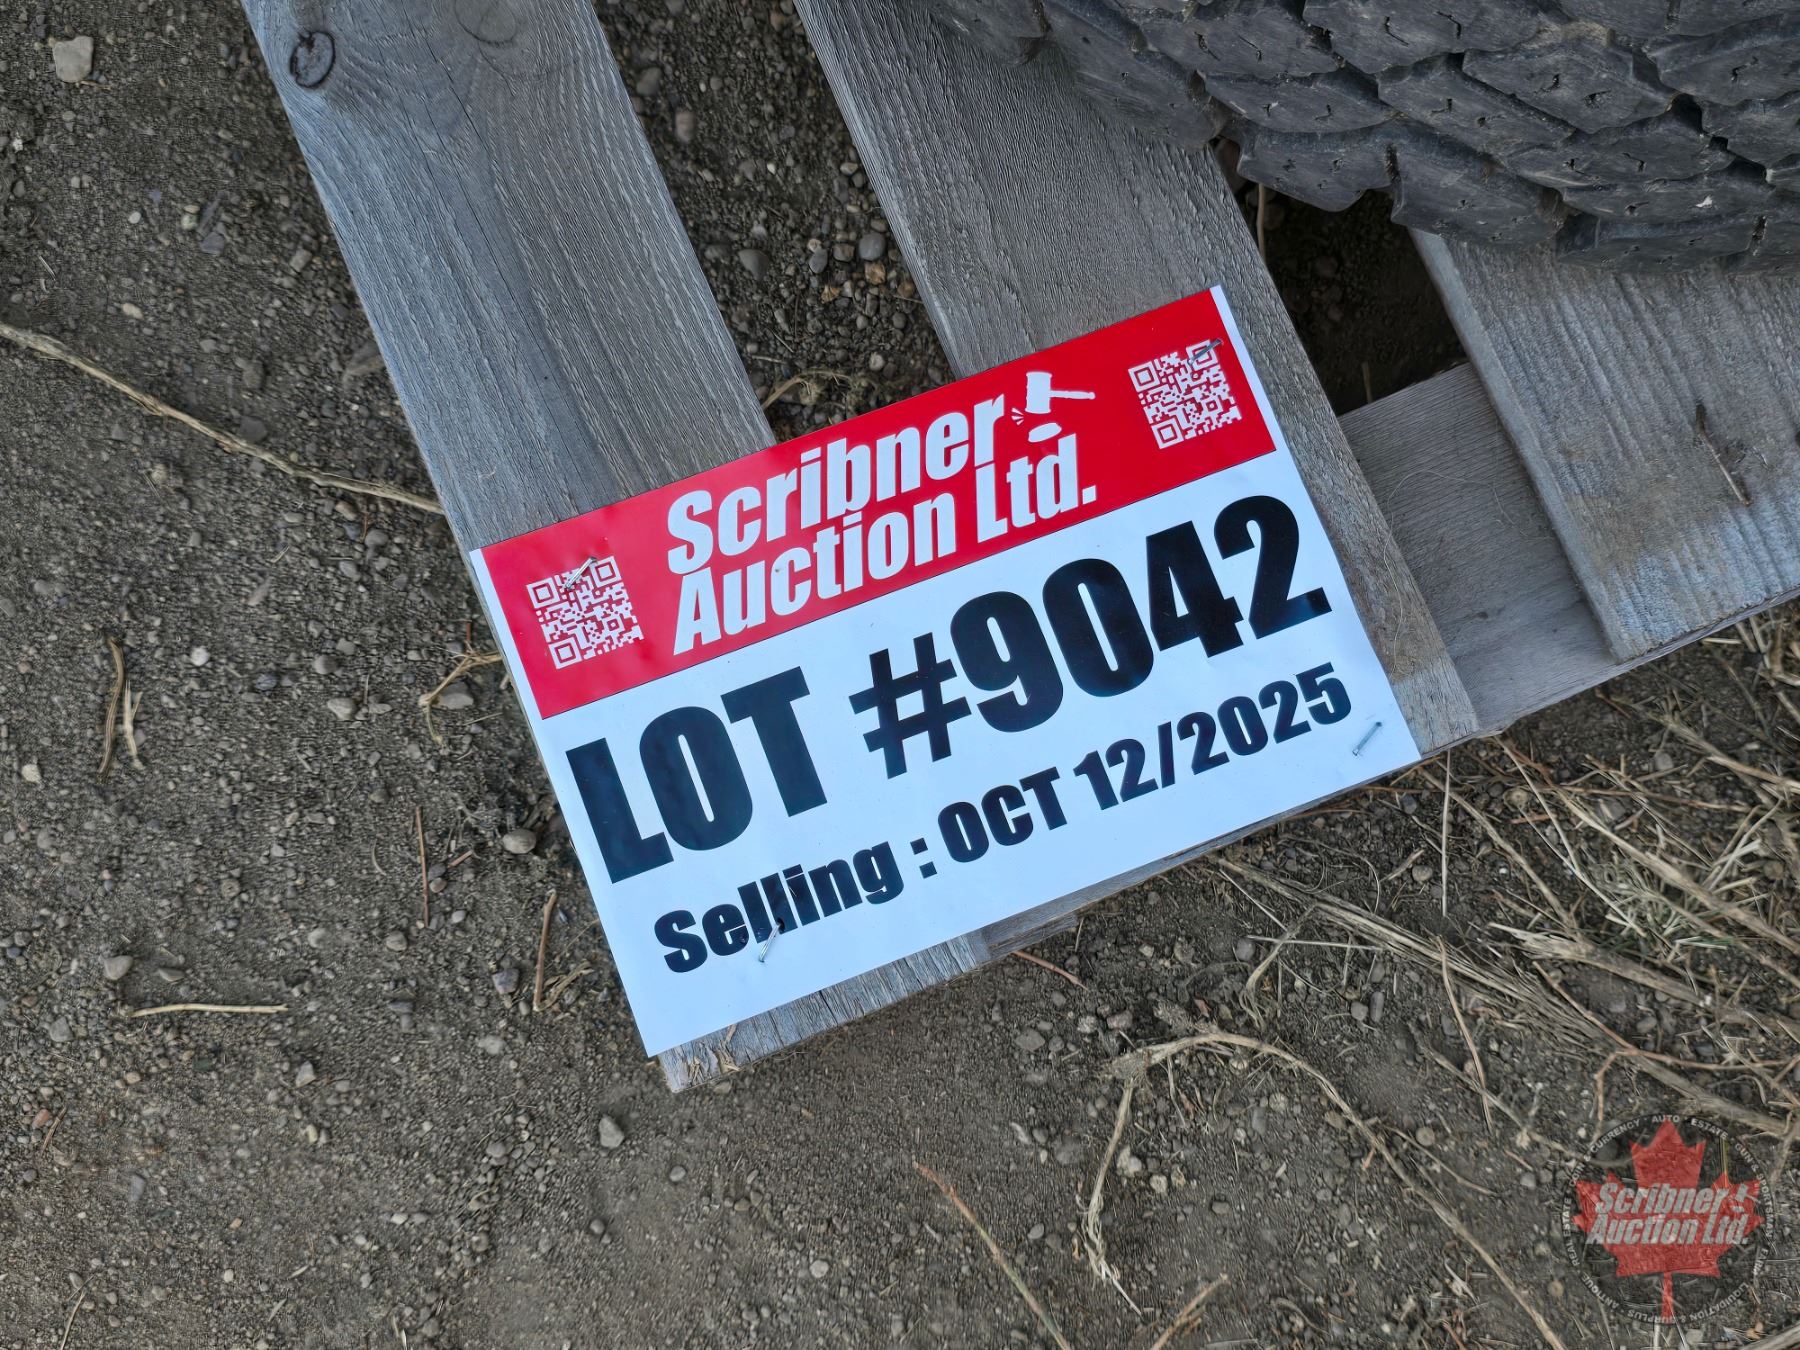 Scribner
Auction Ltd.
LOT #9042
Selling : OCT 12/2025
Scribner
Auction Ltd.